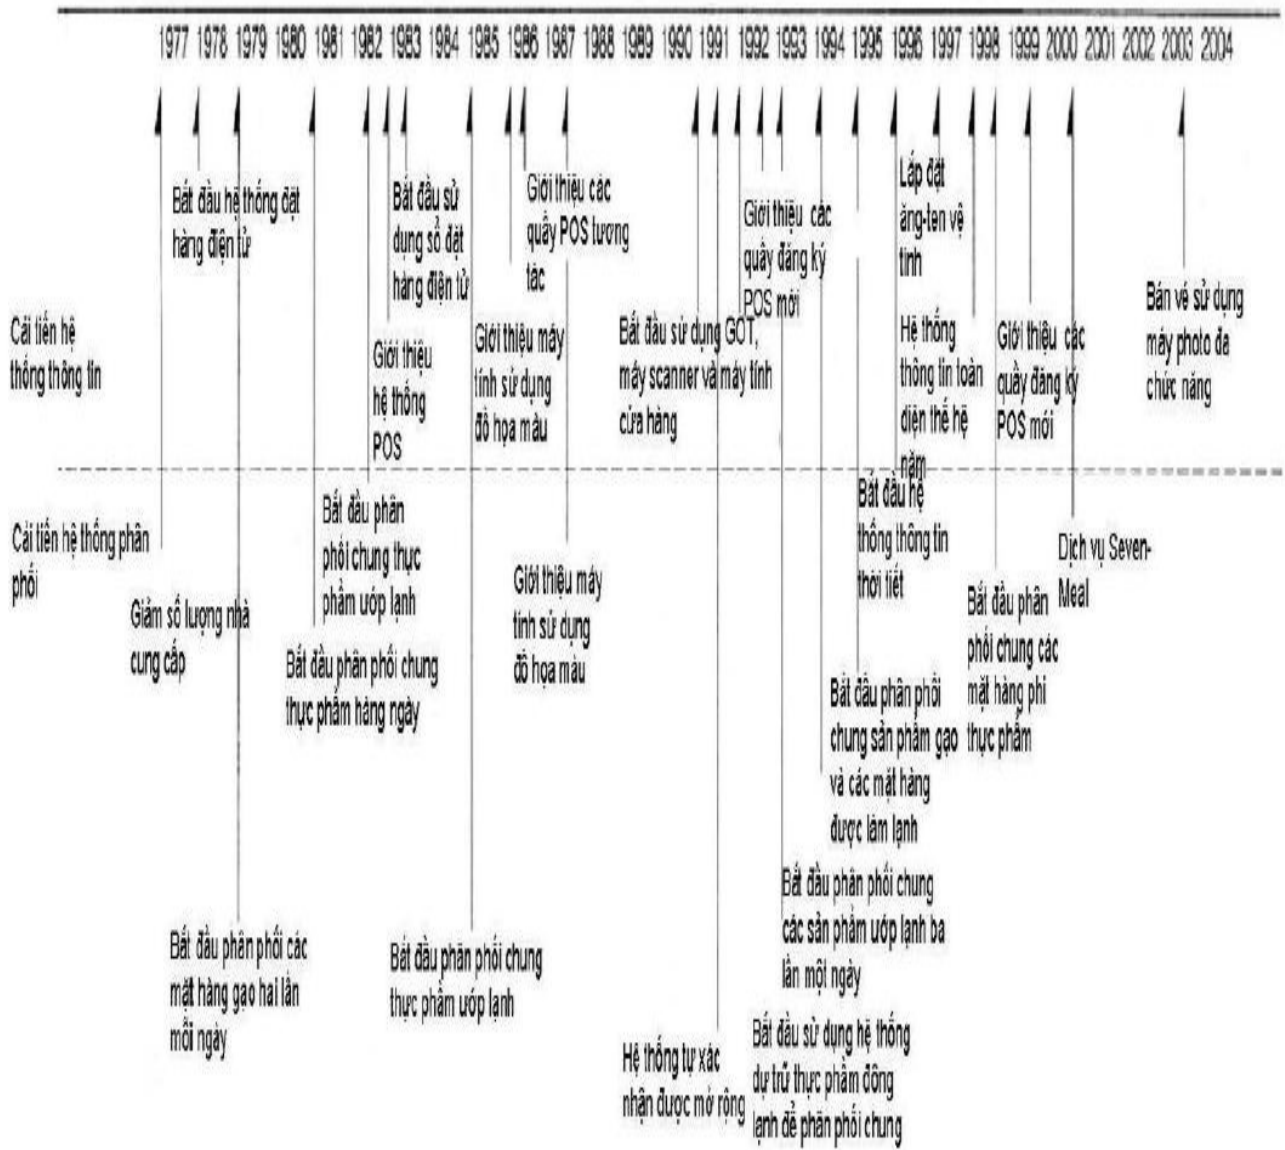 1977 1978 1979 1980 1981 1982 1983 1984 1985 1986 1987 1988 1989 1990 1991 1992 1993 1994 1995 1996 1997 1998 1999 2000 2001 2002 2003 2004
Cải tiến hệ
thống thông tin
Bắt đầu hệ thống đặt
hàng điện tử
Giới thiệu
hệ thống
POS
Bắt đầu sử
dụng sổ đặt
hàng điện tử
Giới thiệu máy
tính sử dụng
đồ họa màu
Giới thiệu các
quầy POS tương
tác
Bắt đầu sử dụng GOT,
máy scanner và máy tính
cửa hàng
Giới thiệu các
quầy đăng ký
POS mới
Lắp đặt
ăng-ten vệ
tinh
Hệ thống
thông tin toàn
diện thế hệ
năm
Giới thiệu các
quầy đăng ký
POS mới
Bán vé sử dụng
máy photo đa
chức năng
Cải tiến hệ thống phân
phối
Giảm số lượng nhà
cung cấp
Bắt đầu phân phối các
mặt hàng gạo hai lần
mỗi ngày
Bắt đầu phân phối chung
thực phẩm hàng ngày
Bắt đầu phân
phối chung thực
phẩm ướp lạnh
Bắt đầu phân phối chung
thực phẩm ướp lạnh
Giới thiệu máy
tính sử dụng
đồ họa màu
Hệ thống tự xác
nhận được mở rộng
Bắt đầu sử dụng hệ thống
dự trữ thực phẩm đông
lạnh để phân phối chung
Bắt đầu phân phối chung
các sản phẩm ướp lạnh ba
lần một ngày
Bắt đầu phân phối
chung sản phẩm gạo
và các mặt hàng
được làm lạnh
Bắt đầu hệ
thống thông tin
thời tiết
Bắt đầu phân
phối chung các
mặt hàng phi
thực phẩm
Dịch vụ Seven-
Meal